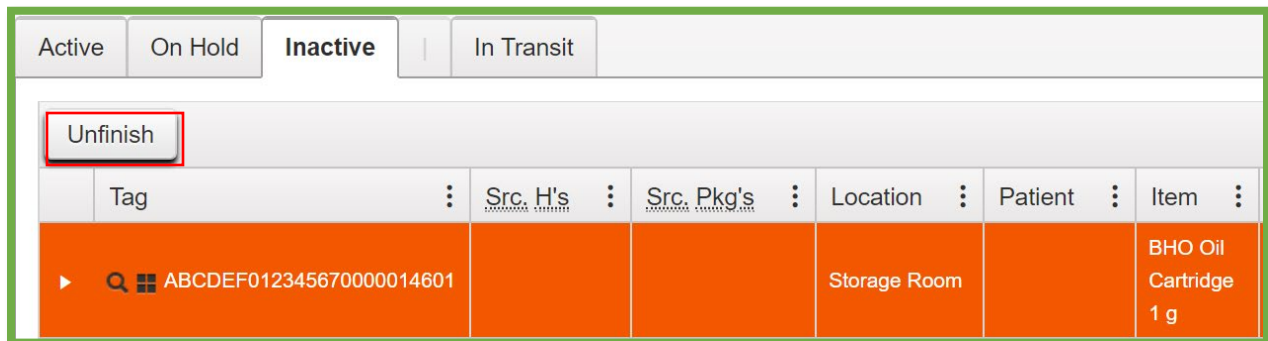 Active On Hold Inactive | In Transit
Unfinish
Tag Src. H's Src. Pkg's Location Patient Item
ABCDEF012345670000014601 Storage Room BHO Oil
Cartridge
1 g